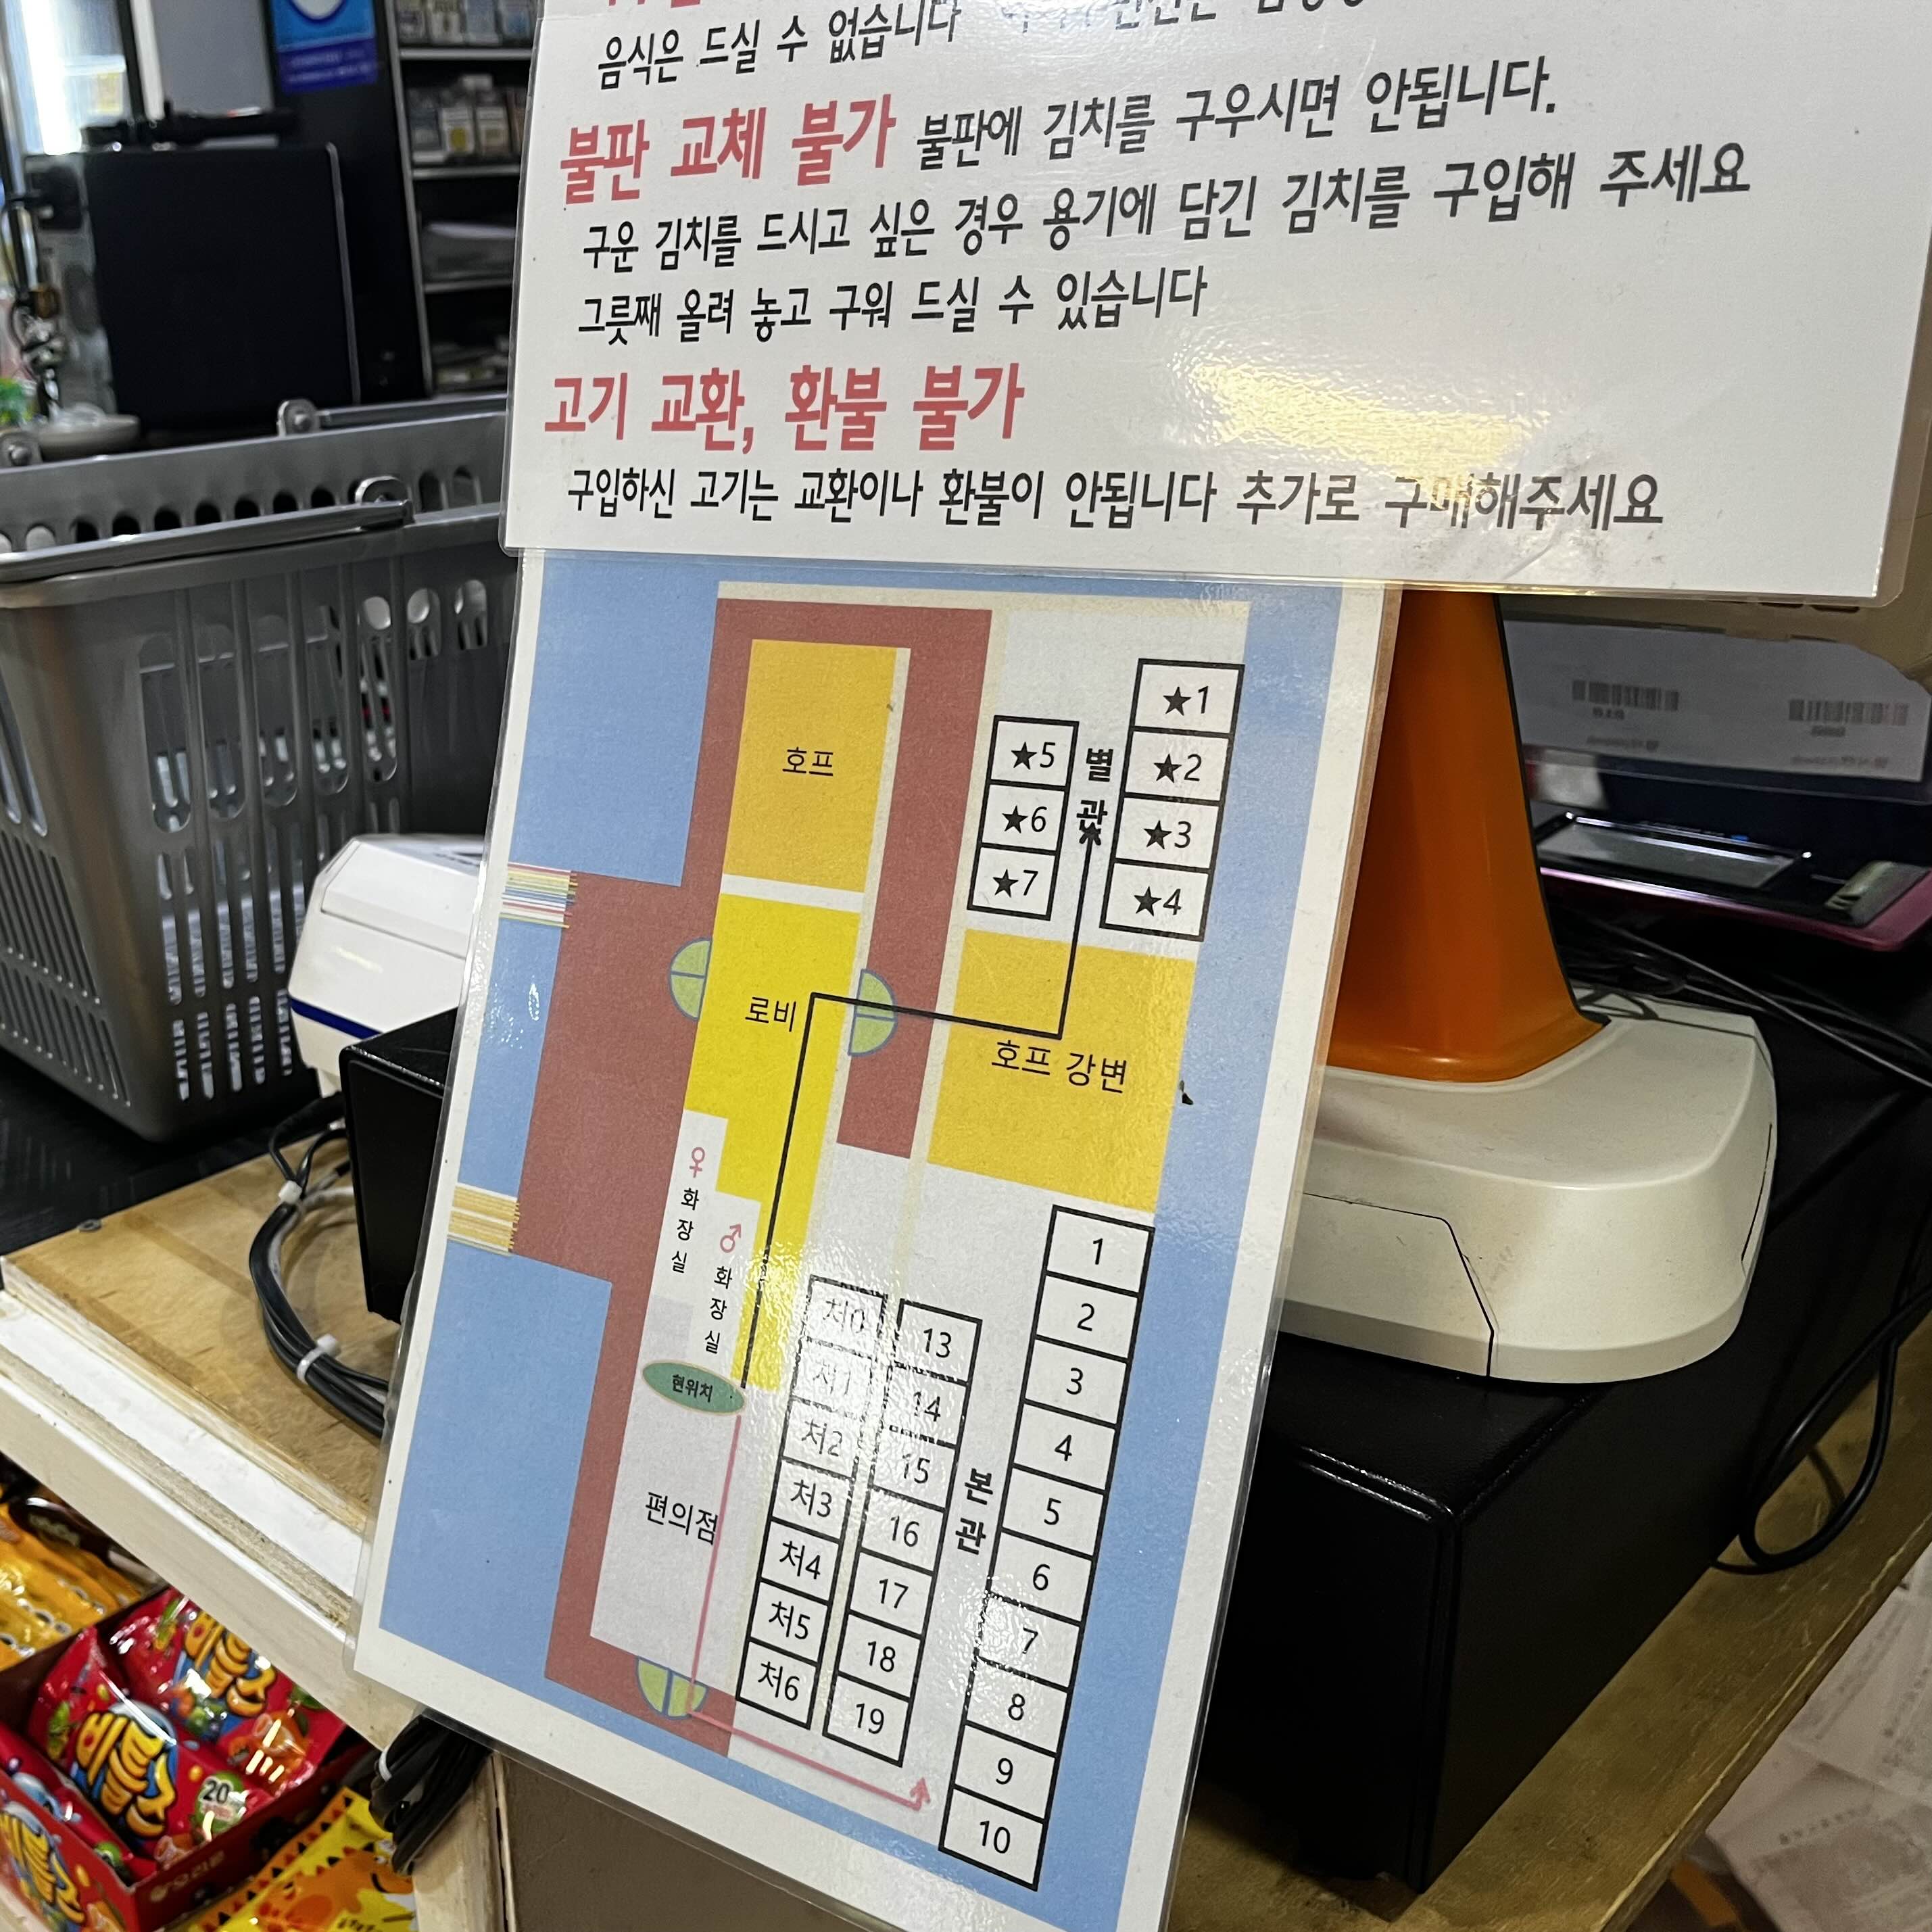 음식은 드실 수 없습니다
불판 교체 불가 불판에 김치를 구우시면 안됩니다.
구운 김치를 드시고 싶은 경우 용기에 담긴 김치를 구입해 주세요
그릇째 올려 놓고 구워 드실 수 있습니다
고기 교환, 환불 불가
구입하신 고기는 교환이나 환불이 안됩니다 추가로 구매해주세요
호프
★5
★6
★7
별관
★1
★2
★3
★4
로비
호프 강변
♀화장실
♂화장실
현위치
편의점
처0
처1
처2
처3
처4
처5
처6
13
14
15
16
17
18
19
본관
1
2
3
4
5
6
7
8
9
10
비틀즈
20